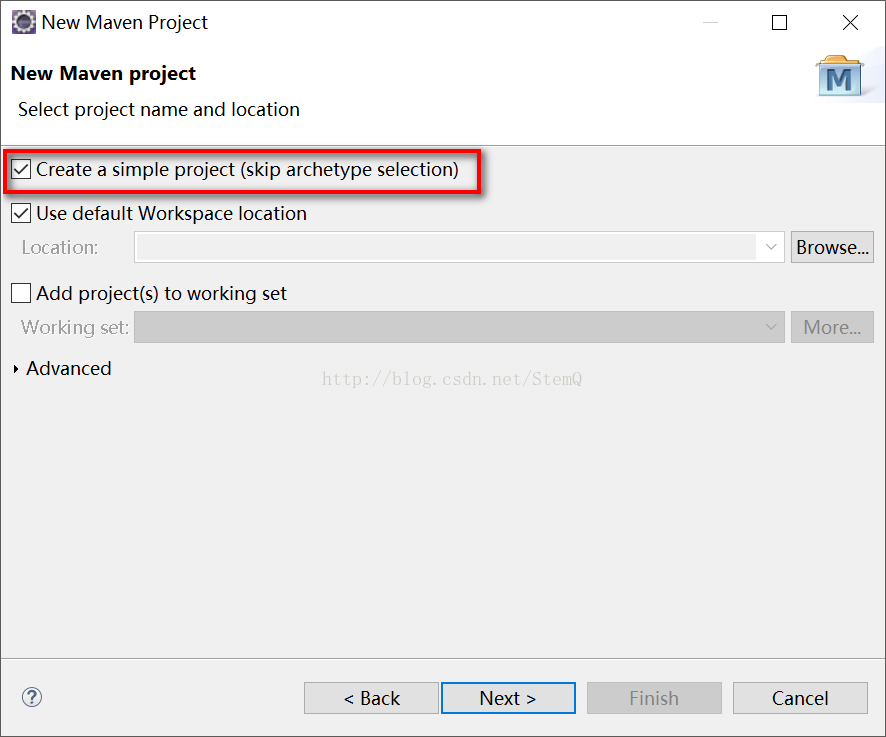 New Maven Project
New Maven project
M
Select project name and location
Create a simple project (skip archetype selection)
Use default Workspace location
Location: Browse...
Add project(s) to working set
Working set: More...
Advanced
http://blog.csdn.net/StemQ
? < Back Next > Finish Cancel